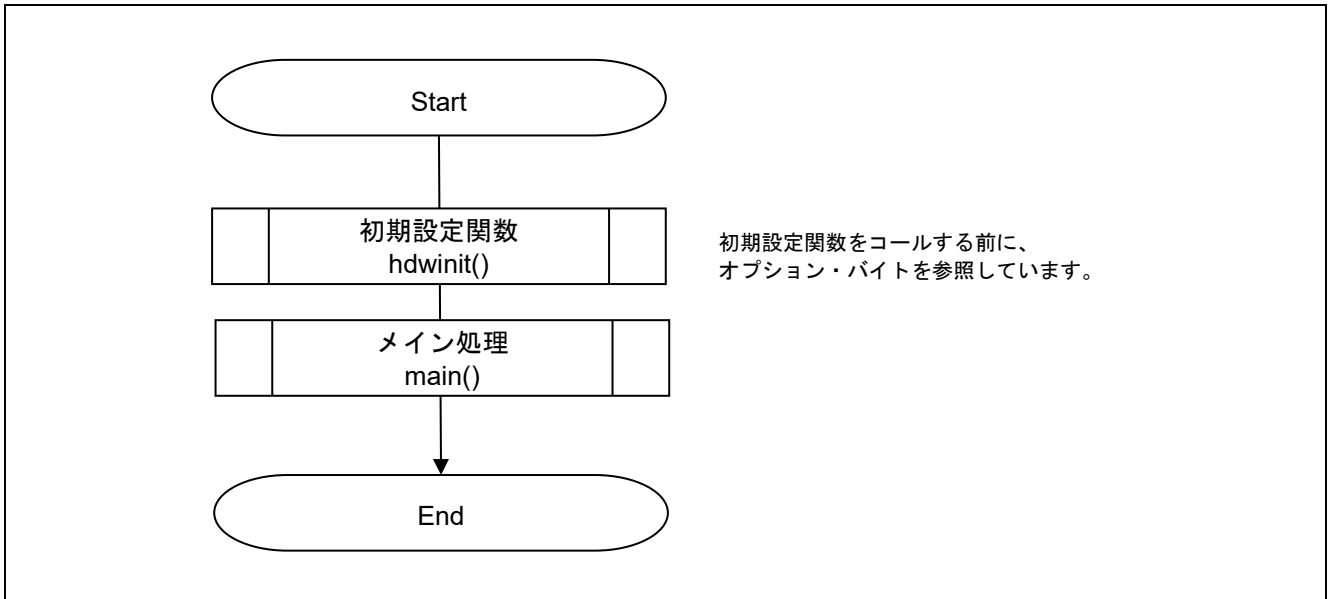 Start
初期設定関数
hdwinit()
初期設定関数をコールする前に、
オプション・バイトを参照しています。
メイン処理
main()
End